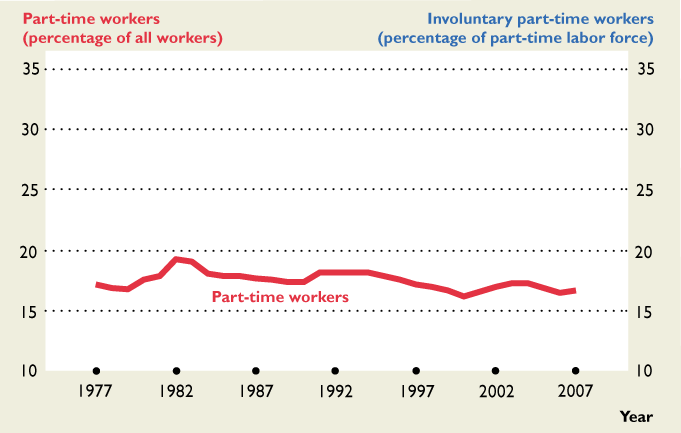 Part-time workers
(percentage of all workers)
Involuntary part-time workers
(percentage of part-time labor force)
35 35
30 30
25 25
20 20
Part-time workers
15 15
10 10
1977 1982 1987 1992 1997 2002 2007
Year